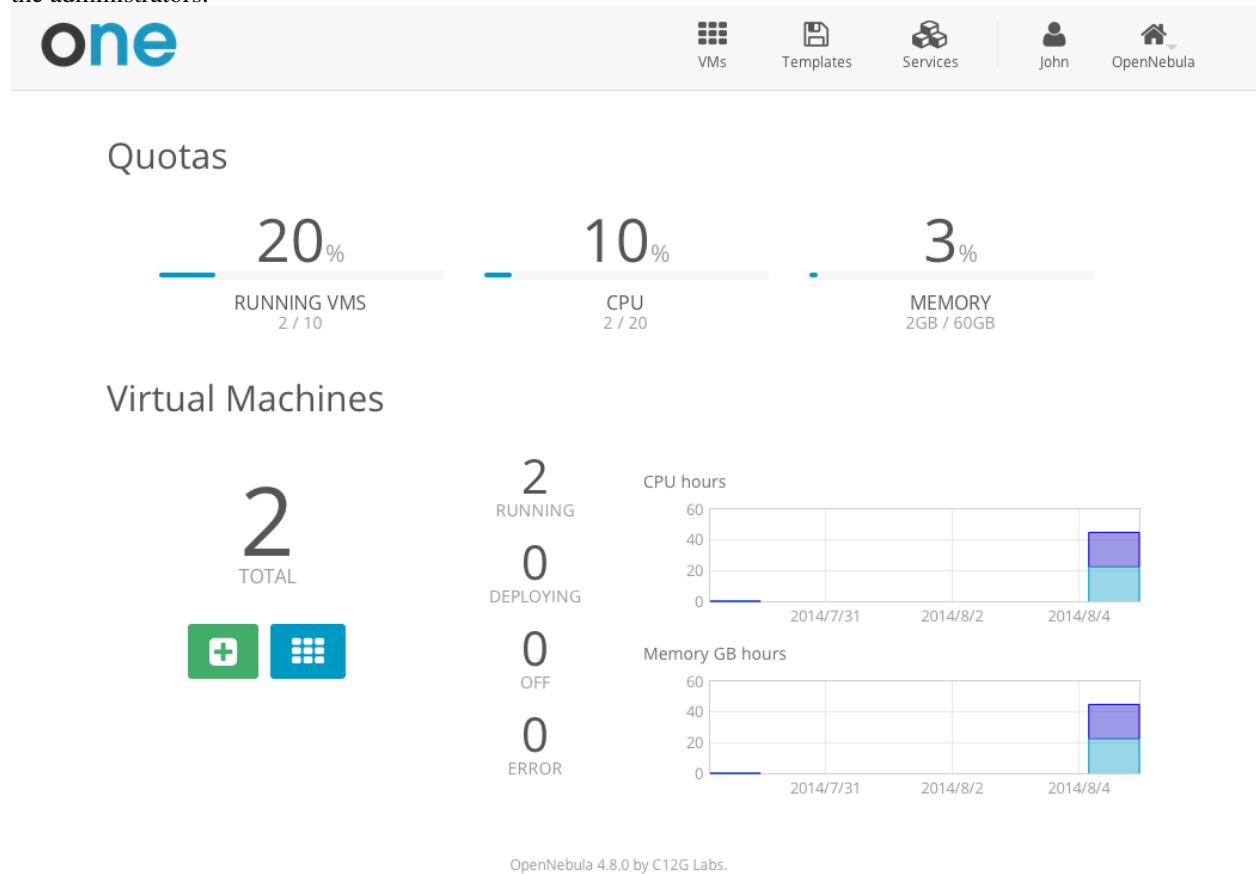 the administrators.
one
VMs
Templates
Services
John
OpenNebula
Quotas
20%
10%
3%
RUNNING VMS
CPU
MEMORY
2 / 10
2 / 20
2GB / 60GB
Virtual Machines
2
TOTAL
2
RUNNING
0
DEPLOYING
0
OFF
0
ERROR
CPU hours
60
40
20
0
2014/7/31
2014/8/2
2014/8/4
Memory GB hours
60
40
20
0
2014/7/31
2014/8/2
2014/8/4
OpenNebula 4.8.0 by C12G Labs.